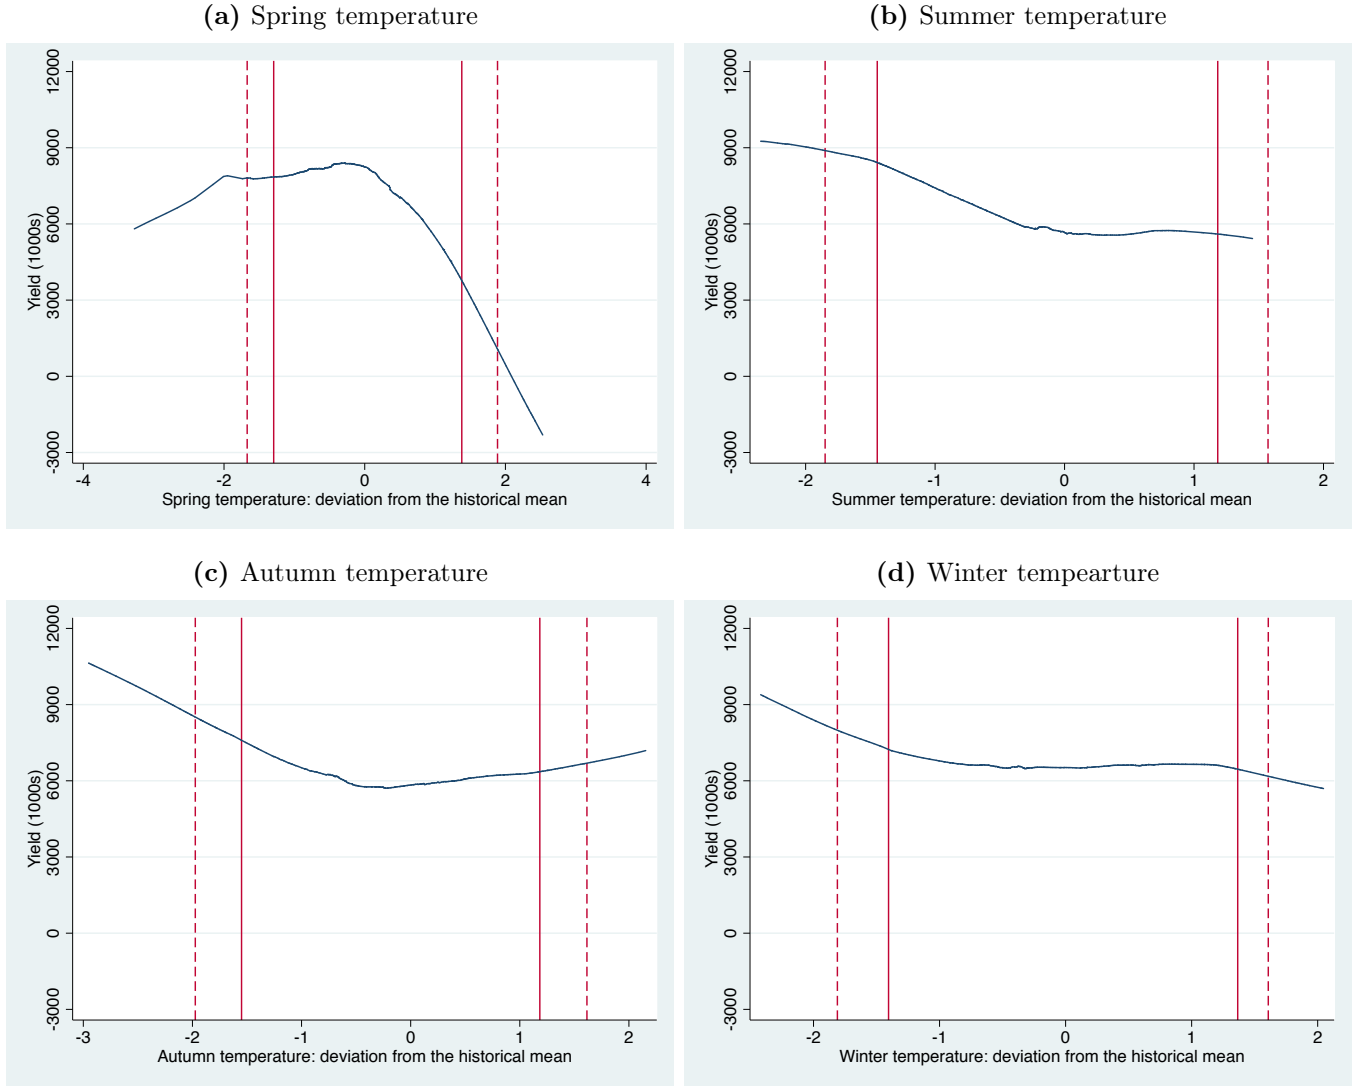 (a) Spring temperature
12000
9000
6000
3000
0
-3000
Yield (1000s)
-4 -2 0 2 4
Spring temperature: deviation from the historical mean
(b) Summer temperature
12000
9000
6000
3000
0
-3000
Yield (1000s)
-2 -1 0 1 2
Summer temperature: deviation from the historical mean
(c) Autumn temperature
12000
9000
6000
3000
0
-3000
Yield (1000s)
-3 -2 -1 0 1 2
Autumn temperature: deviation from the historical mean
(d) Winter tempearture
12000
9000
6000
3000
0
-3000
Yield (1000s)
-2 -1 0 1 2
Winter temperature: deviation from the historical mean